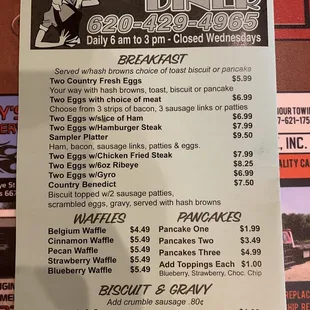 DINER
620-429-4965
Daily 6 am to 3 pm - Closed Wednesdays
BREAKFAST
Served w/hash browns choice of toast biscuit or pancake
Two Country Fresh Eggs $5.99
Your way with hash browns, toast, biscuit or pancake
Two Eggs with choice of meat $6.99
Choose from 3 strips of bacon, 3 sausage links or patties
Two Eggs w/slice of Ham $6.99
Two Eggs w/Hamburger Steak $7.99
Sampler Platter $9.50
Ham, bacon, sausage links, patties & eggs.
Two Eggs w/Chicken Fried Steak $7.99
Two Eggs w/6oz Ribeye $8.25
Two Eggs w/Gyro $6.99
Country Benedict $7.50
Biscuit topped w/2 sausage patties,
scrambled eggs, gravy, served with hash browns
WAFFLES
Belgium Waffle $4.49
Cinnamon Waffle $5.49
Pecan Waffle $5.49
Strawberry Waffle $5.49
Blueberry Waffle $5.49
PANCAKES
Pancake One $1.99
Pancakes Two $3.49
Pancakes Three $4.99
Add Toppings Each $1.00
Blueberry, Strawberry, Choc. Chip
BISCUIT & GRAVY
Add crumble sausage .80¢
TOWIN
, INC.